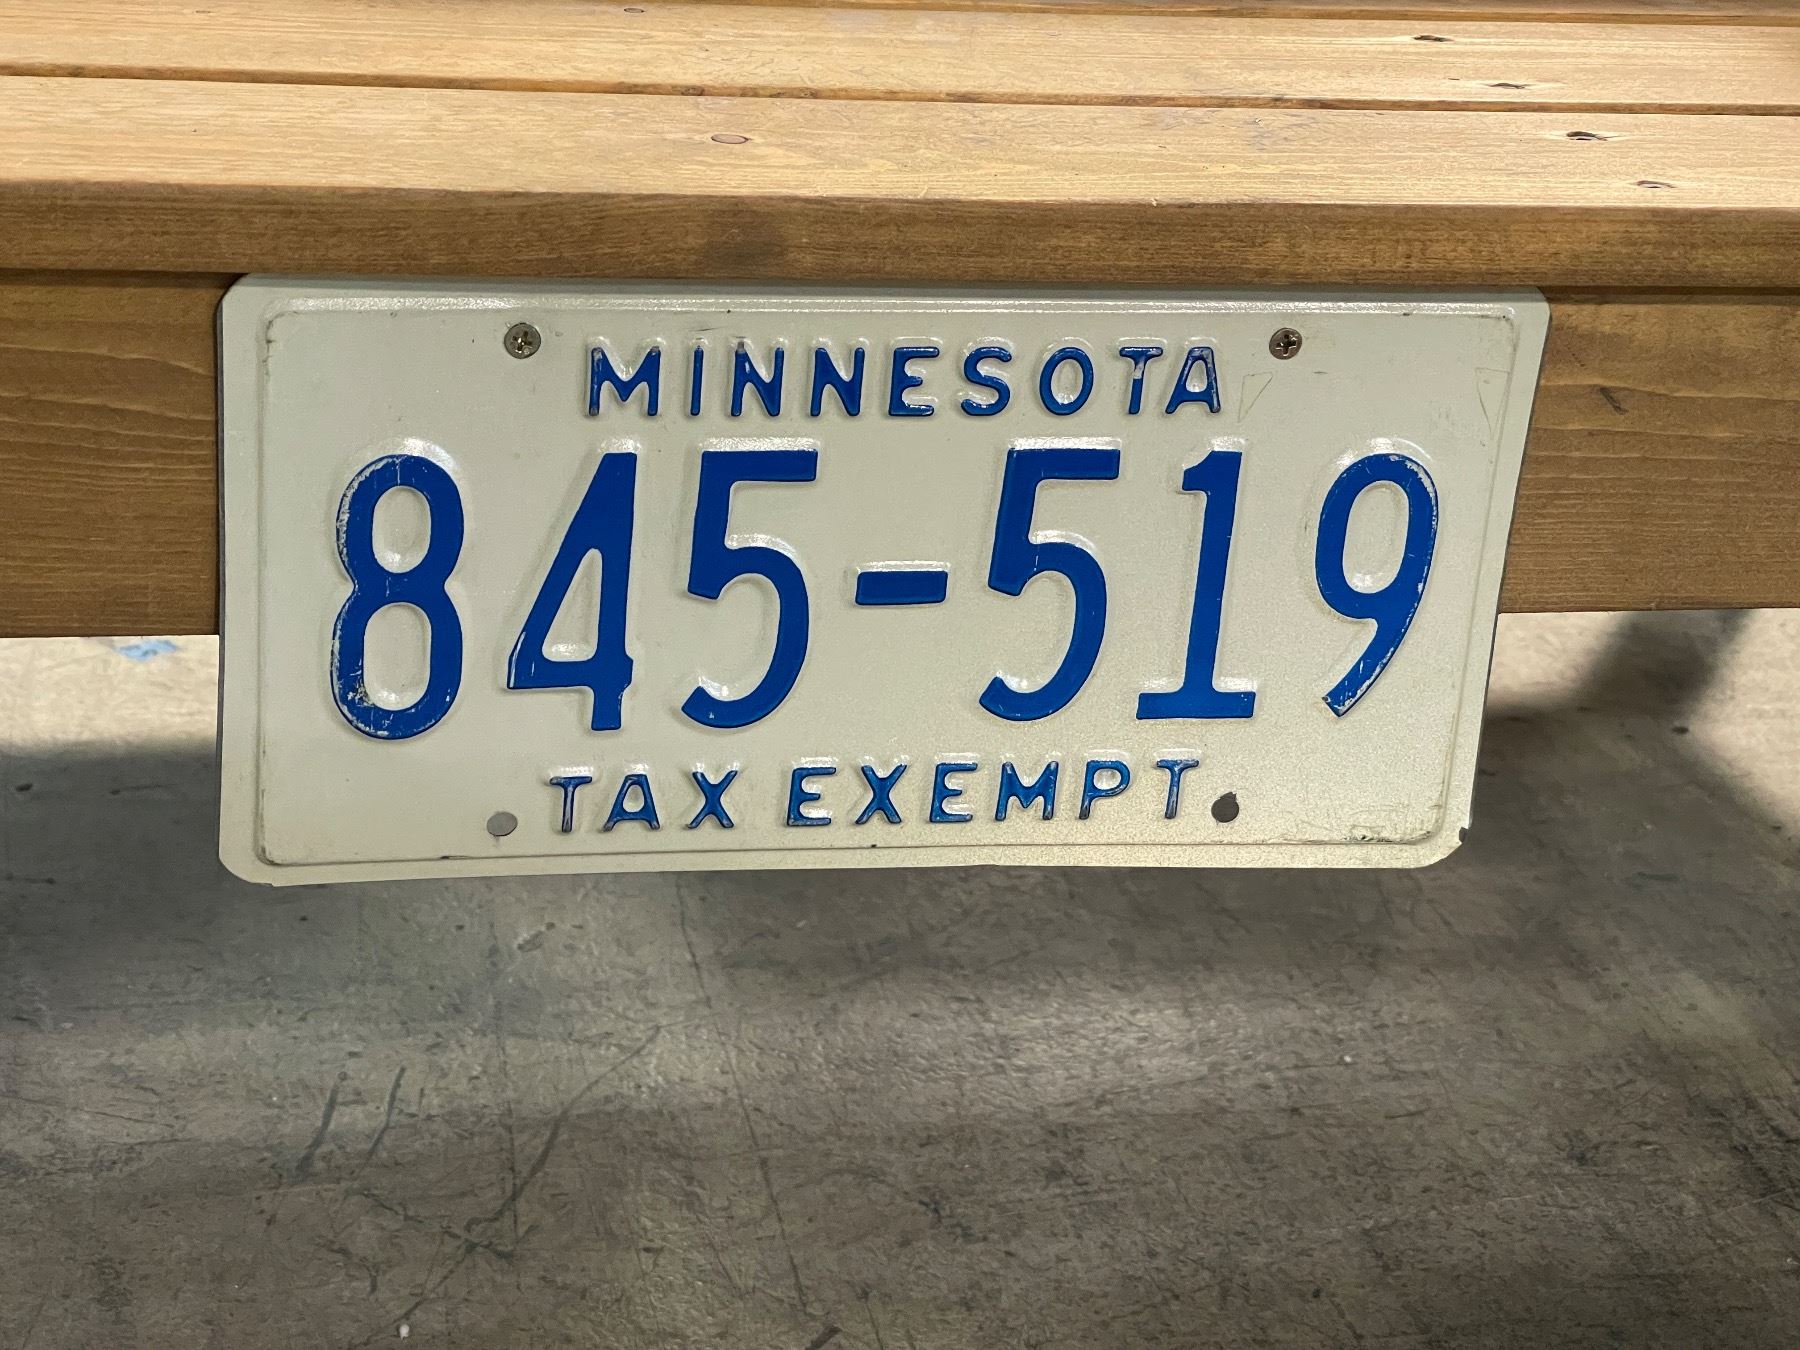 MINNESOTA
845-519
TAX EXEMPT